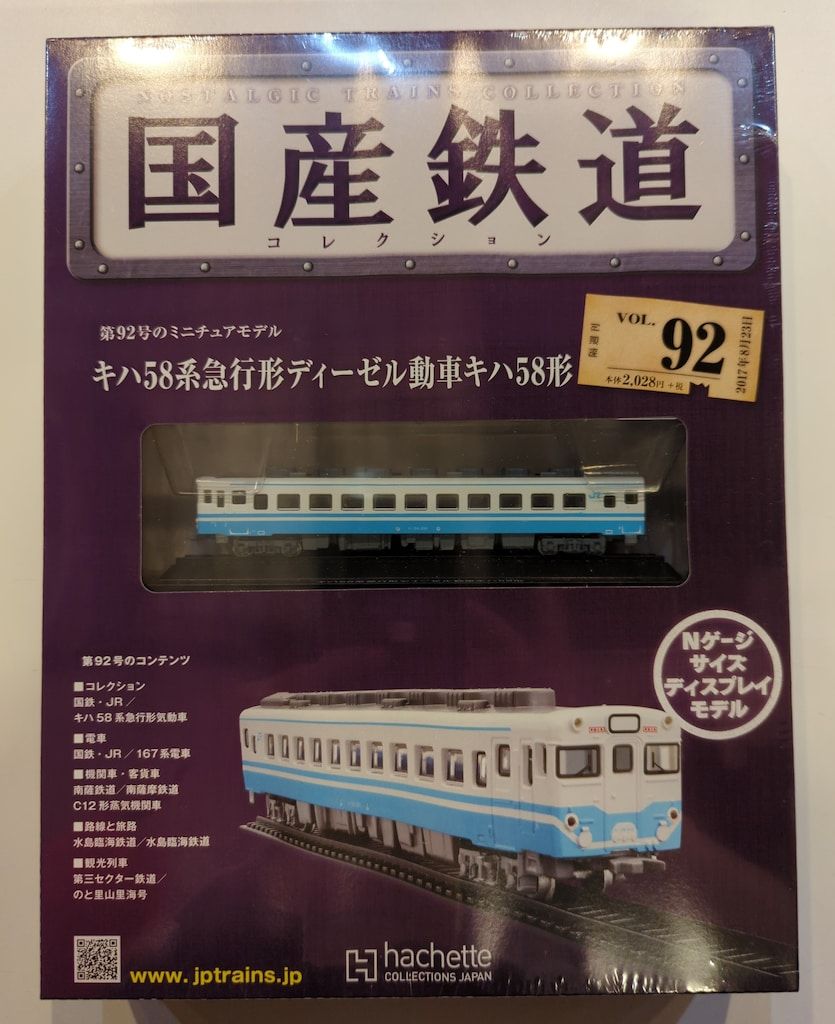 NOSTALGIC TRAINS COLLECTION
国産鉄道
コレクション
第92号のミニチュアモデル
キハ58系急行形ディーゼル動車キハ58形
VOL. 92
本体2,028円+税
2017年8月23日
Nゲージ
サイズ
ディスプレイ
モデル
第92号のコンテンツ
■コレクション
国鉄・JR/
キハ58系急行形気動車
■電車
国鉄・JR/167系電車
■機関車・客貨車
南薩鉄道/南薩摩鉄道
C12形蒸気機関車
■路線と旅路
水島臨海鉄道/水島臨海鉄道
■観光列車
第三セクター鉄道/
のと里山里海号
www.jptrains.jp
hachette
COLLECTIONS JAPAN